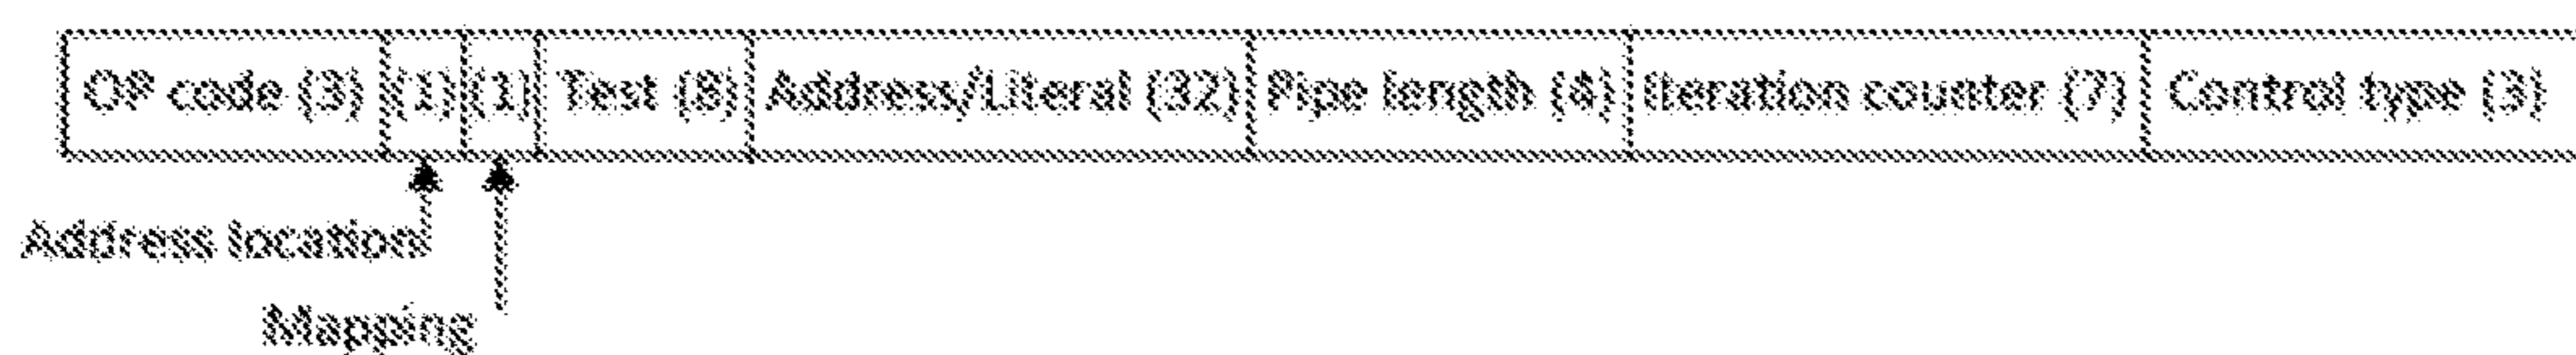 OP code (3) (1) (1) Test (8) Address/Literal (32) Pipe length (4) Iteration counter (7) Control type (3)
Address location
Mapping